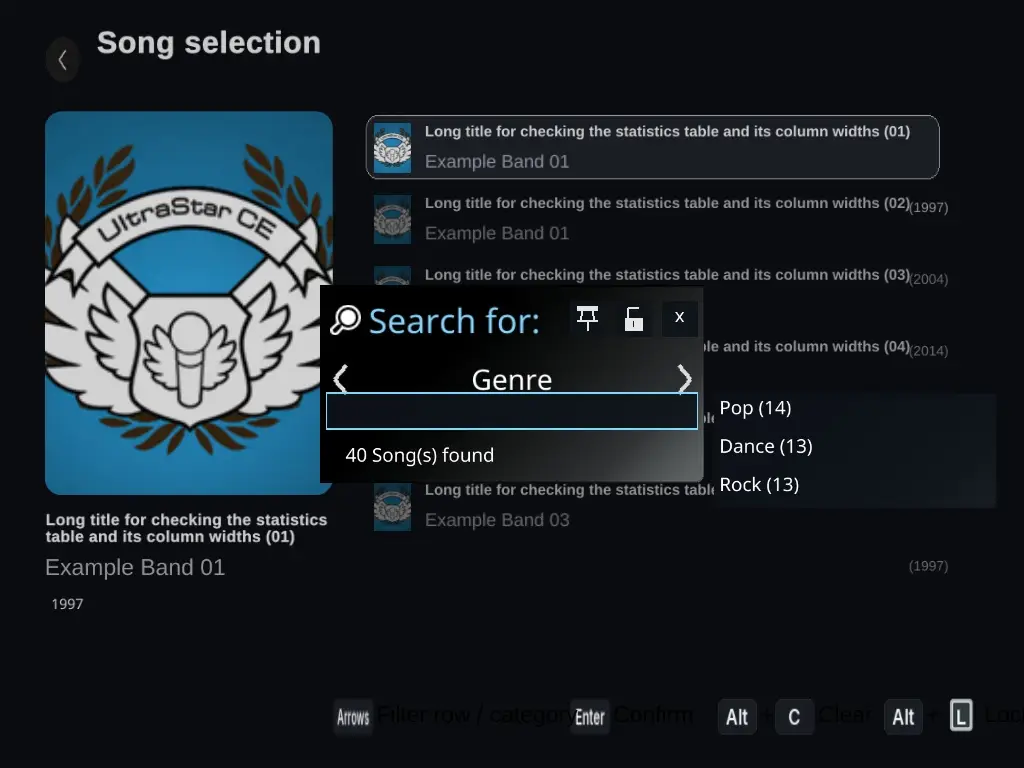 Song selection
UltraStar CE
Long title for checking the statistics table and its column widths (01)
Example Band 01
Long title for checking the statistics table and its column widths (02)
(1997)
Example Band 01
Long title for checking the statistics table and its column widths (03)
(2004)
Search for:
x
ble and its column widths (04)
(2014)
Genre
Pop (14)
Dance (13)
Rock (13)
40 Song(s) found
Long title for checking the statistics table
Example Band 03
Long title for checking the statistics
table and its column widths (01)
Example Band 01
(1997)
1997
Arrows Filter row / category Enter Confirm Alt + C Clear Alt + L Loc